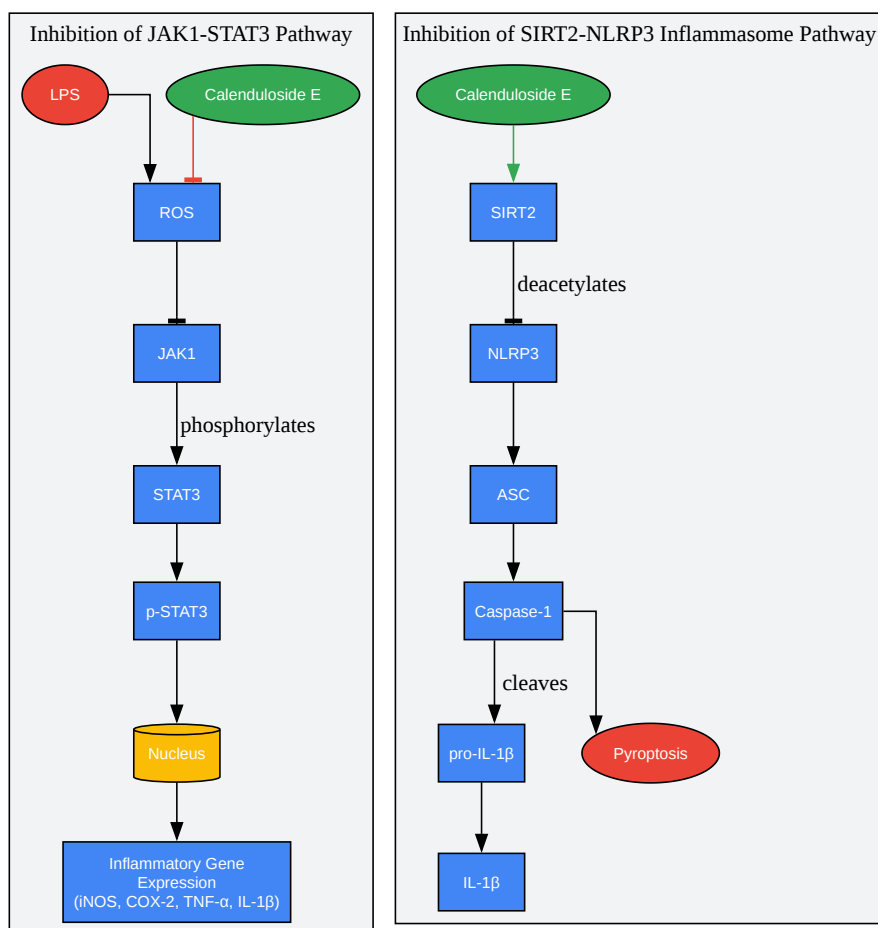 Inhibition of JAK1-STAT3 Pathway
LPS
Calenduloside E
ROS
JAK1
phosphorylates
STAT3
p-STAT3
Nucleus
Inflammatory Gene
Expression
(iNOS, COX-2, TNF-α, IL-1β)
Inhibition of SIRT2-NLRP3 Inflammasome Pathway
Calenduloside E
SIRT2
deacetylates
NLRP3
ASC
Caspase-1
cleaves
pro-IL-1β
Pyroptosis
IL-1β